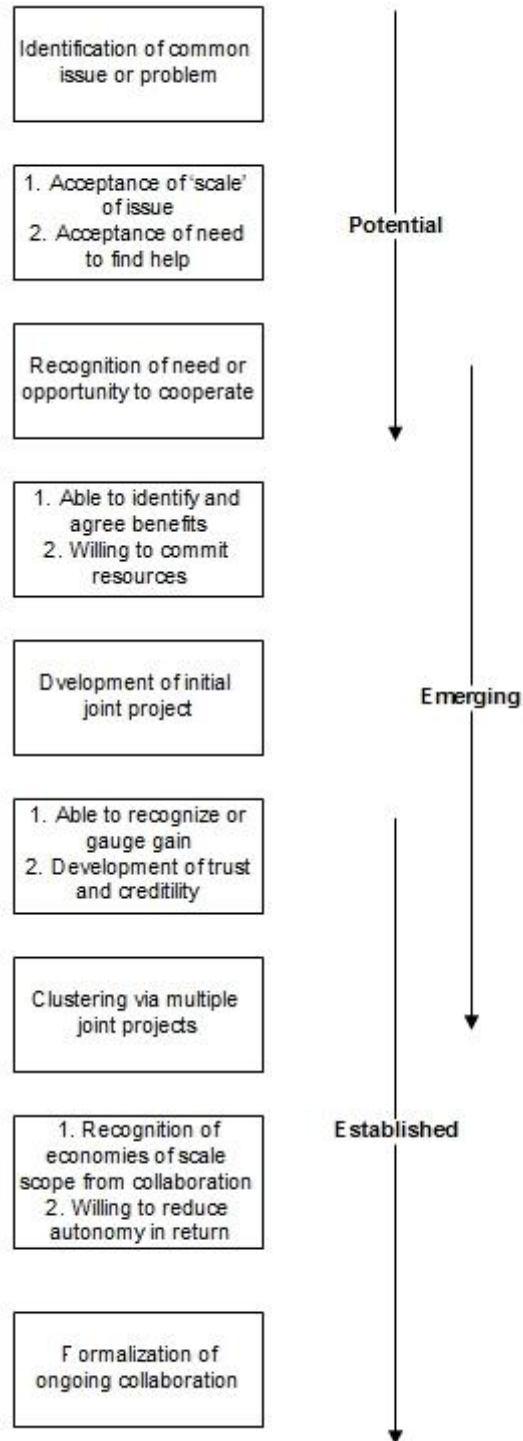 Identification of common
issue or problem
1. Acceptance of ‘scale’
of issue
2. Acceptance of need
to find help
Potential
Recognition of need or
opportunity to cooperate
1. Able to identify and
agree benefits
2. Willing to commit
resources
Dvelopment of initial
joint project
Emerging
1. Able to recognize or
gauge gain
2. Development of trust
and creditility
Clustering via multiple
joint projects
1. Recognition of
economies of scale
scope from collaboration
2. Willing to reduce
autonomy in return
Established
Formalization of
ongoing collaboration